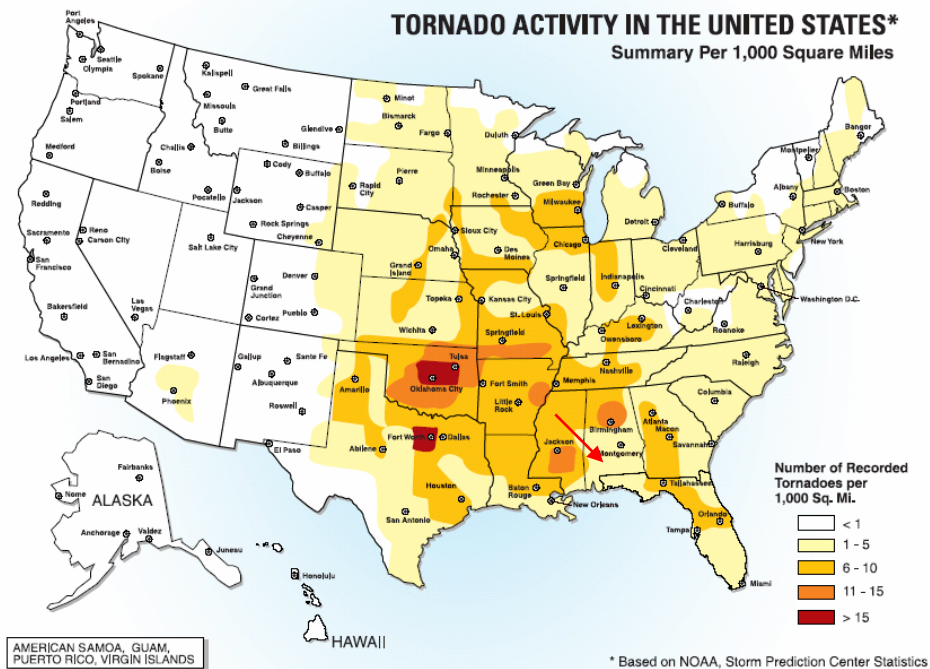 TORNADO ACTIVITY IN THE UNITED STATES*
Summary Per 1,000 Square Miles
Port
Angeles
Seattle
Olympia
Spokane
Portland
Salem
Medford
Kalispell
Great Falls
Missoula
Butte
Glendive
Billings
Challis
Boise
Pocatello
Cody
Buffalo
Jackson
Casper
Rock Springs
Cheyenne
Minot
Bismarck
Fargo
Rapid
City
Pierre
Duluth
Minneapolis
Rochester
Green Bay
Milwaukee
Detroit
Bangor
Montpelier
Albany
Boston
Buffalo
New York
Harrisburg
Cleveland
Redding
Reno
Carson City
Sacramento
San
Francisco
Salt Lake City
Grand
Junction
Denver
Pueblo
Cortez
Omaha
Sioux City
Grand
Island
Des
Moines
Chicago
Springfield
Indianapolis
Cincinnati
Charleston
Washington D.C.
Roanoke
Bakersfield
Las
Vegas
Los Angeles
San
Bernadino
San
Diego
Flagstaff
Phoenix
Gallup
Sante Fe
Albuquerque
Roswell
Topeka
Kansas City
St. Louis
Wichita
Springfield
Lexington
Owensboro
Nashville
Memphis
Raleigh
Columbia
Amarillo
Tulsa
Oklahoma City
Fort Smith
Little
Rock
Birmingham
Atlanta
Macon
Savannah
Montgomery
Jackson
El Paso
Abilene
Fort Worth
Dallas
Houston
San Antonio
Baton
Rouge
New Orleans
Tallahassee
Orlando
Tampa
Miami
Fairbanks
Nome
ALASKA
Anchorage
Valdez
Juneau
Honolulu
HAWAII
Number of Recorded
Tornadoes per
1,000 Sq. Mi.
< 1
1 - 5
6 - 10
11 - 15
> 15
AMERICAN SAMOA, GUAM,
PUERTO RICO, VIRGIN ISLANDS
* Based on NOAA, Storm Prediction Center Statistics